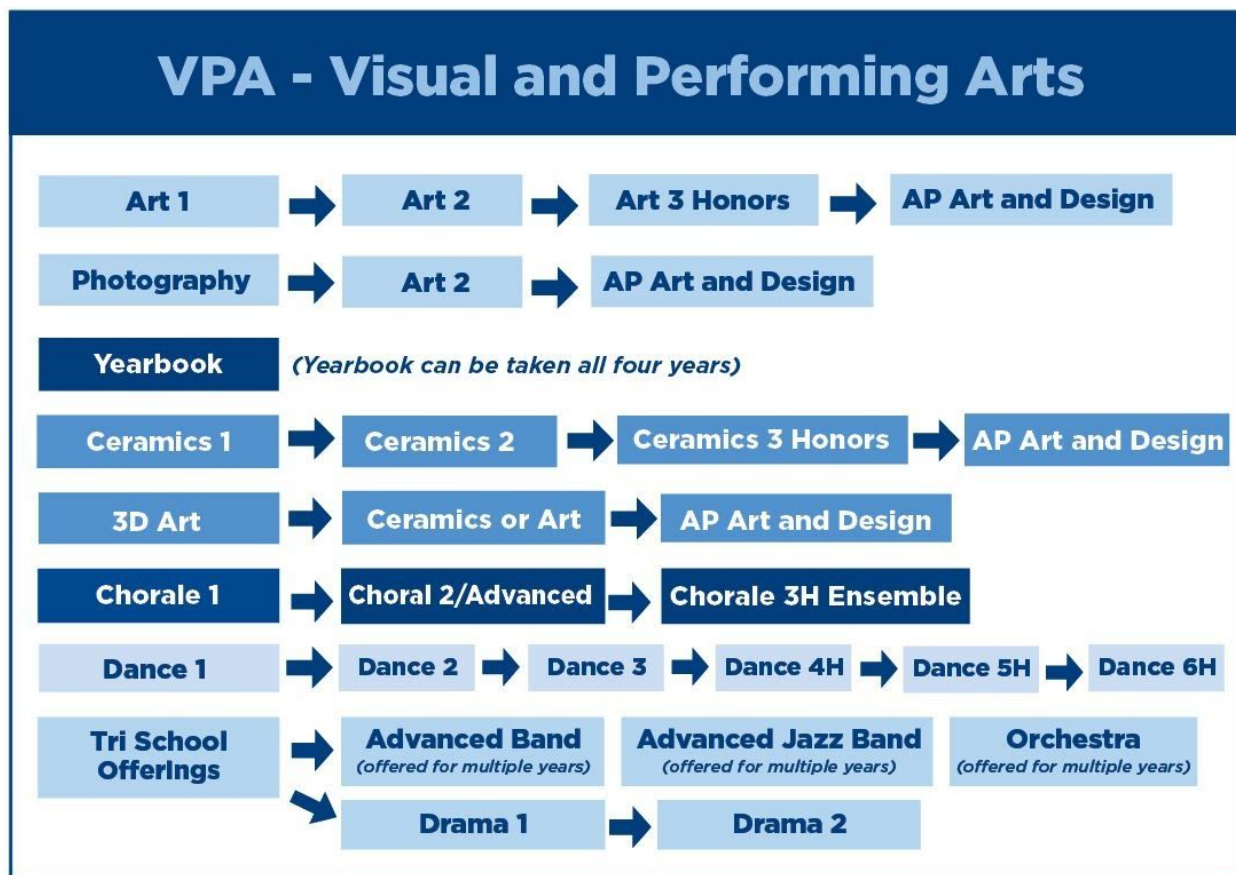 VPA - Visual and Performing Arts
Art 1
Art 2
Art 3 Honors
AP Art and Design
Photography
Art 2
AP Art and Design
Yearbook
(Yearbook can be taken all four years)
Ceramics 1
Ceramics 2
Ceramics 3 Honors
AP Art and Design
3D Art
Ceramics or Art
AP Art and Design
Chorale 1
Choral 2/Advanced
Chorale 3H Ensemble
Dance 1
Dance 2
Dance 3
Dance 4H
Dance 5H
Dance 6H
Tri School
Offerings
Advanced Band
(offered for multiple years)
Advanced Jazz Band
(offered for multiple years)
Orchestra
(offered for multiple years)
Drama 1
Drama 2